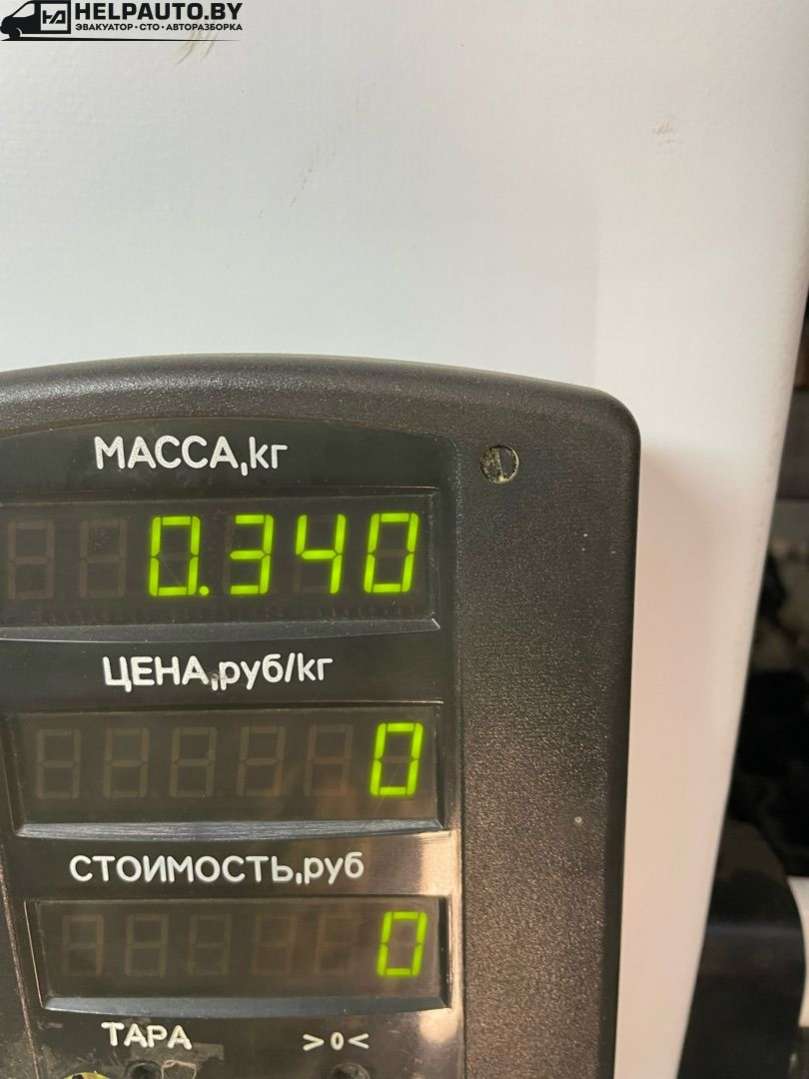 HELPAUTO.BY
ЭВАКУАТОР•СТО•АВТОРАЗБОРКА
МАССА,кг
0.340
ЦЕНА,руб/кг
0
СТОИМОСТЬ,руб
0
ТАРА >0<